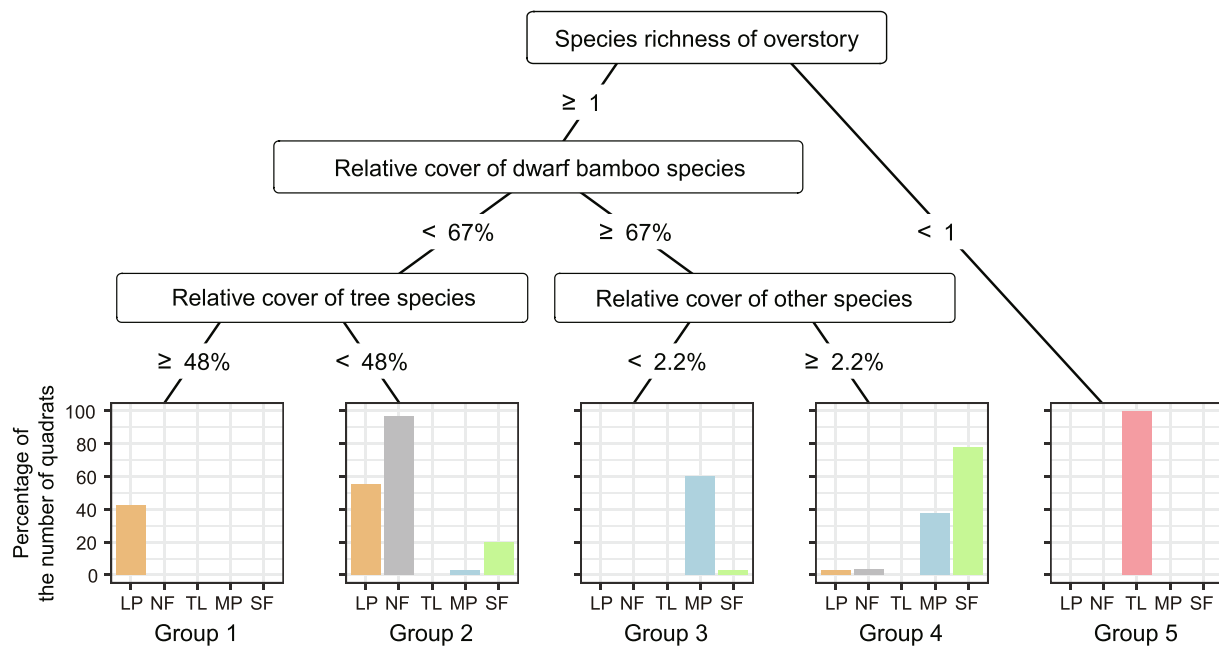 Species richness of overstory
≥ 1
Relative cover of dwarf bamboo species
< 67%
≥ 67%
< 1
Relative cover of tree species
Relative cover of other species
≥ 48%
< 48%
< 2.2%
≥ 2.2%
Percentage of
the number of quadrats
100
80
60
40
20
0
LP NF TL MP SF
LP NF TL MP SF
LP NF TL MP SF
LP NF TL MP SF
LP NF TL MP SF
Group 1
Group 2
Group 3
Group 4
Group 5